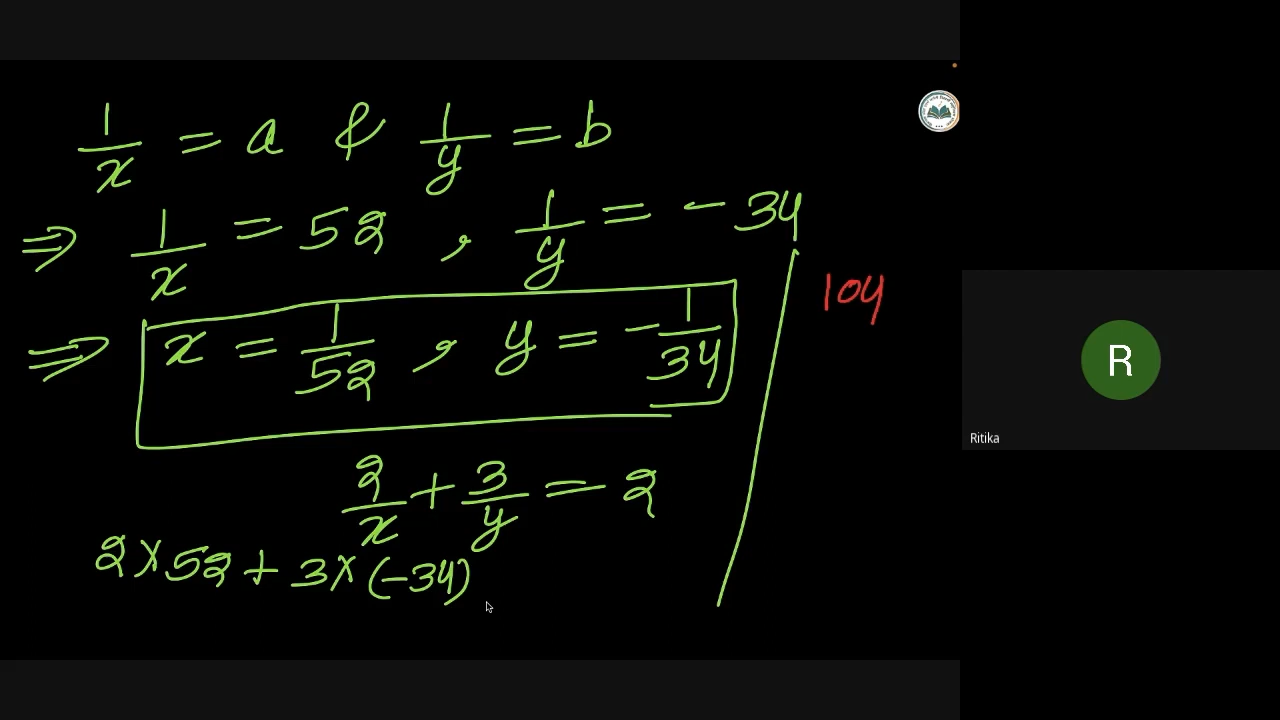 1/x = a & 1/y = b
⇒ 1/x = 52 , 1/y = - 34
104
⇒ x = 1/52 , y = -1/34
2/x + 3/y = 2
2×52 + 3×(-34)
R
Ritika